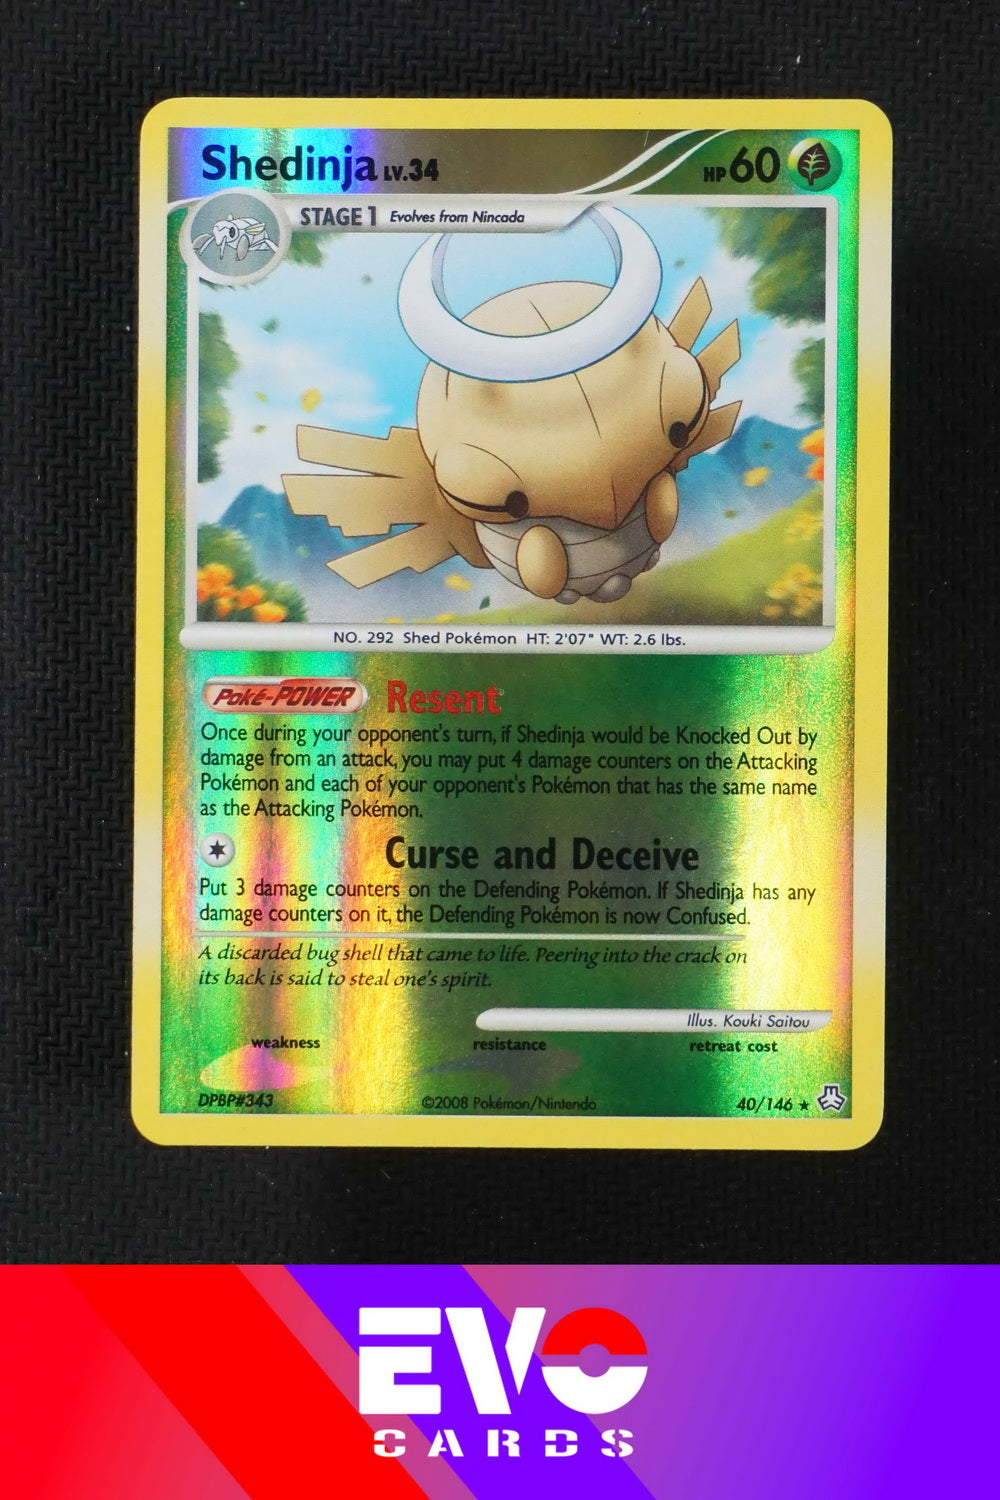 Shedinja LV.34 HP 60
STAGE 1 Evolves from Nincada
NO. 292 Shed Pokémon HT: 2'07" WT: 2.6 lbs.
Poké-POWER Resent
Once during your opponent's turn, if Shedinja would be Knocked Out by
damage from an attack, you may put 4 damage counters on the Attacking
Pokémon and each of your opponent's Pokémon that has the same name
as the Attacking Pokémon.
Curse and Deceive
Put 3 damage counters on the Defending Pokémon. If Shedinja has any
damage counters on it, the Defending Pokémon is now Confused.
A discarded bug shell that came to life. Peering into the crack on
its back is said to steal one's spirit.
Illus. Kouki Saitou
weakness resistance retreat cost
DPBP#343 ©2008 Pokémon/Nintendo 40/146 ★
EVO
CARDS